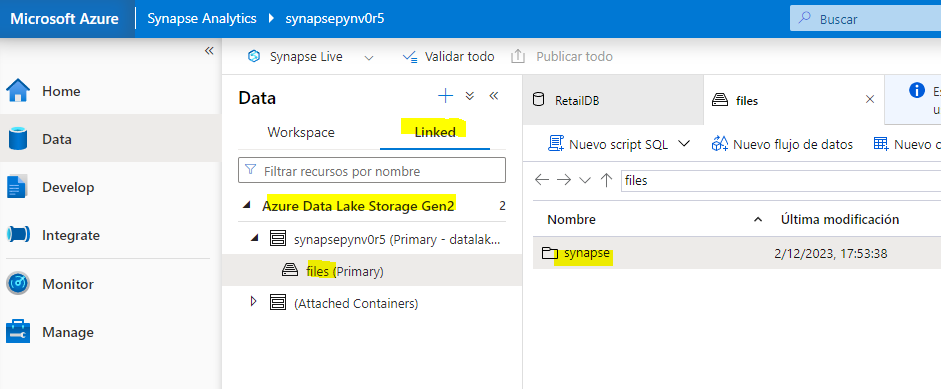 Microsoft Azure
Synapse Analytics
synapsepynv0r5
Buscar
«
Home
Data
Develop
Integrate
Monitor
Manage
Synapse Live
Validar todo
Publicar todo
Data
Workspace
Linked
Filtrar recursos por nombre
Azure Data Lake Storage Gen2 2
synapsepynv0r5 (Primary - datalak...
files (Primary)
(Attached Containers)
RetailDB
files
Nuevo script SQL
Nuevo flujo de datos
files
Nombre
Última modificación
synapse
2/12/2023, 17:53:38